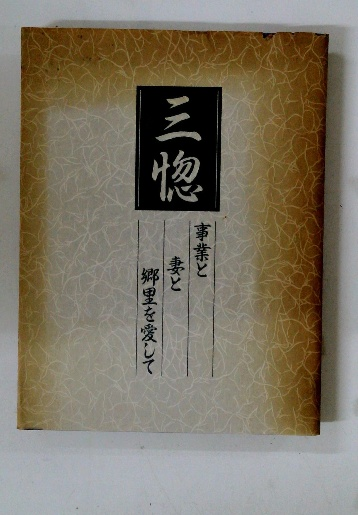 三惚
事業と
妻と
郷里を愛して